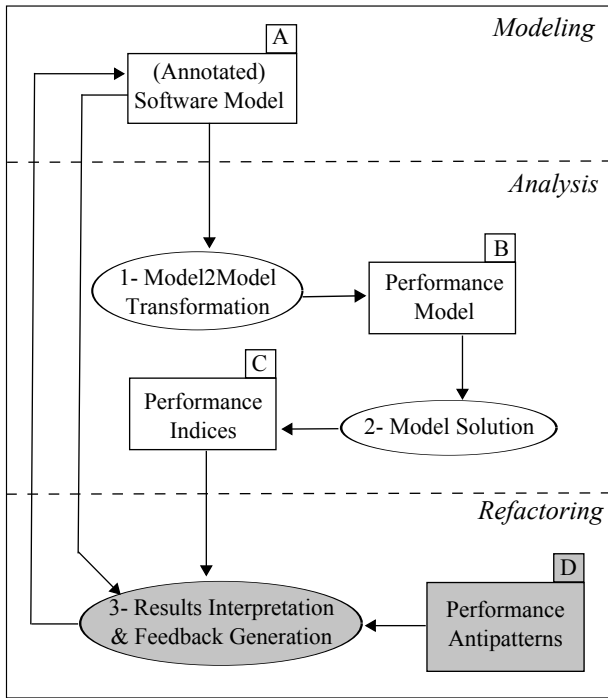 Modeling
A
(Annotated)
Software Model
Analysis
1- Model2Model
Transformation
B
Performance
Model
C
Performance
Indices
2- Model Solution
Refactoring
D
3- Results Interpretation
& Feedback Generation
Performance
Antipatterns